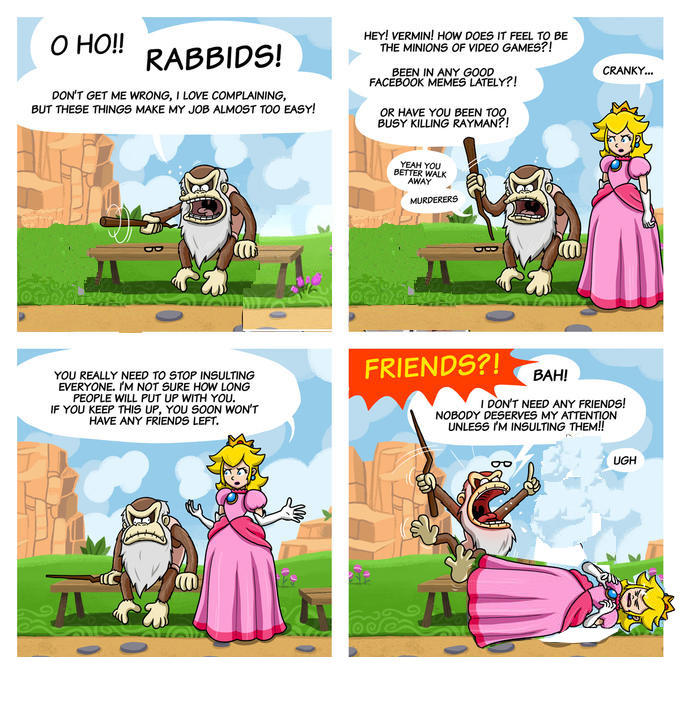 O HO!!
RABBIDS!
DON'T GET ME WRONG, I LOVE COMPLAINING,
BUT THESE THINGS MAKE MY JOB ALMOST TOO EASY!
HEY! VERMIN! HOW DOES IT FEEL TO BE
THE MINIONS OF VIDEO GAMES?!
BEEN IN ANY GOOD
FACEBOOK MEMES LATELY?!
OR HAVE YOU BEEN TOO
BUSY KILLING RAYMAN?!
CRANKY...
YEAH YOU
BETTER WALK
AWAY
MURDERERS
YOU REALLY NEED TO STOP INSULTING
EVERYONE. I'M NOT SURE HOW LONG
PEOPLE WILL PUT UP WITH YOU.
IF YOU KEEP THIS UP, YOU SOON WON'T
HAVE ANY FRIENDS LEFT.
FRIENDS?!
BAH!
I DON'T NEED ANY FRIENDS!
NOBODY DESERVES MY ATTENTION
UNLESS I'M INSULTING THEM!!
UGH